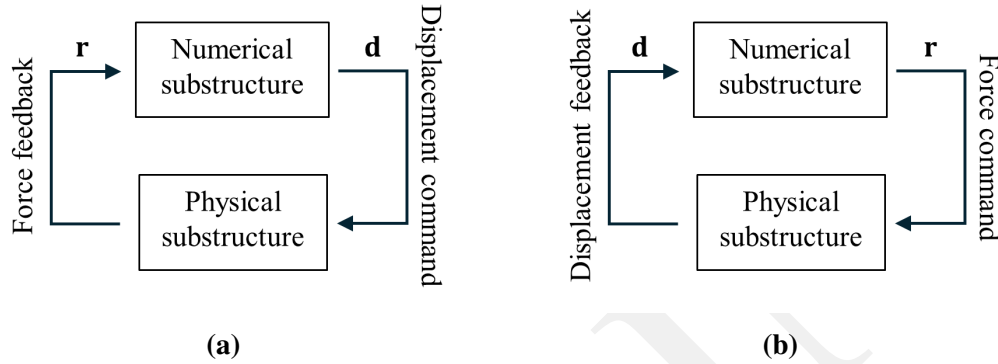 Force feedback
r
Numerical
substructure
d
Displacement command
Physical
substructure
(a)
Displacement feedback
d
Numerical
substructure
r
Force command
Physical
substructure
(b)